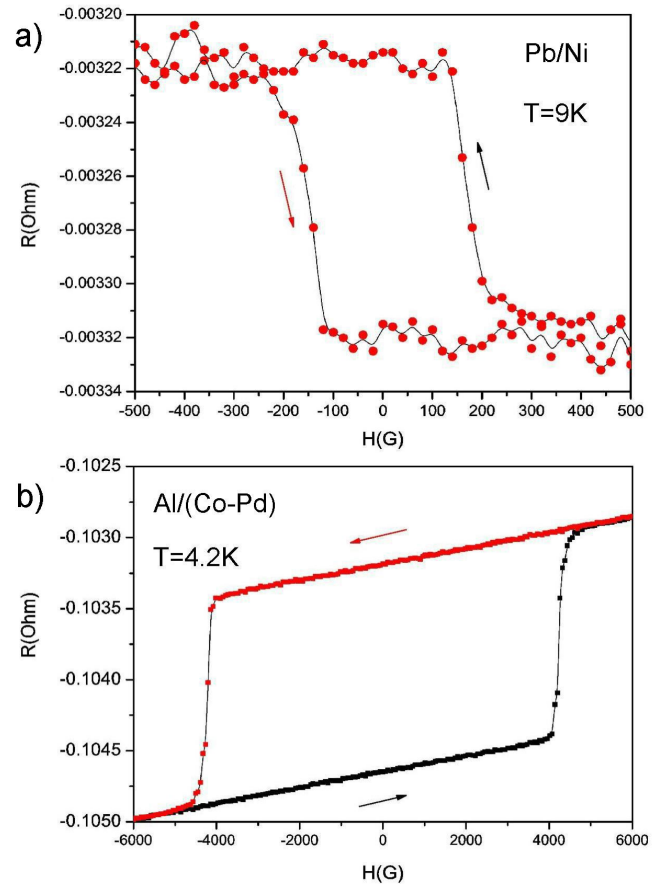 a)
Pb/Ni
T=9K
-0.00320
-0.00322
-0.00324
-0.00326
-0.00328
-0.00330
-0.00332
-0.00334
R(Ohm)
-500 -400 -300 -200 -100 0 100 200 300 400 500
H(G)
b)
Al/(Co-Pd)
T=4.2K
-0.1025
-0.1030
-0.1035
-0.1040
-0.1045
-0.1050
R(Ohm)
-6000 -4000 -2000 0 2000 4000 6000
H(G)